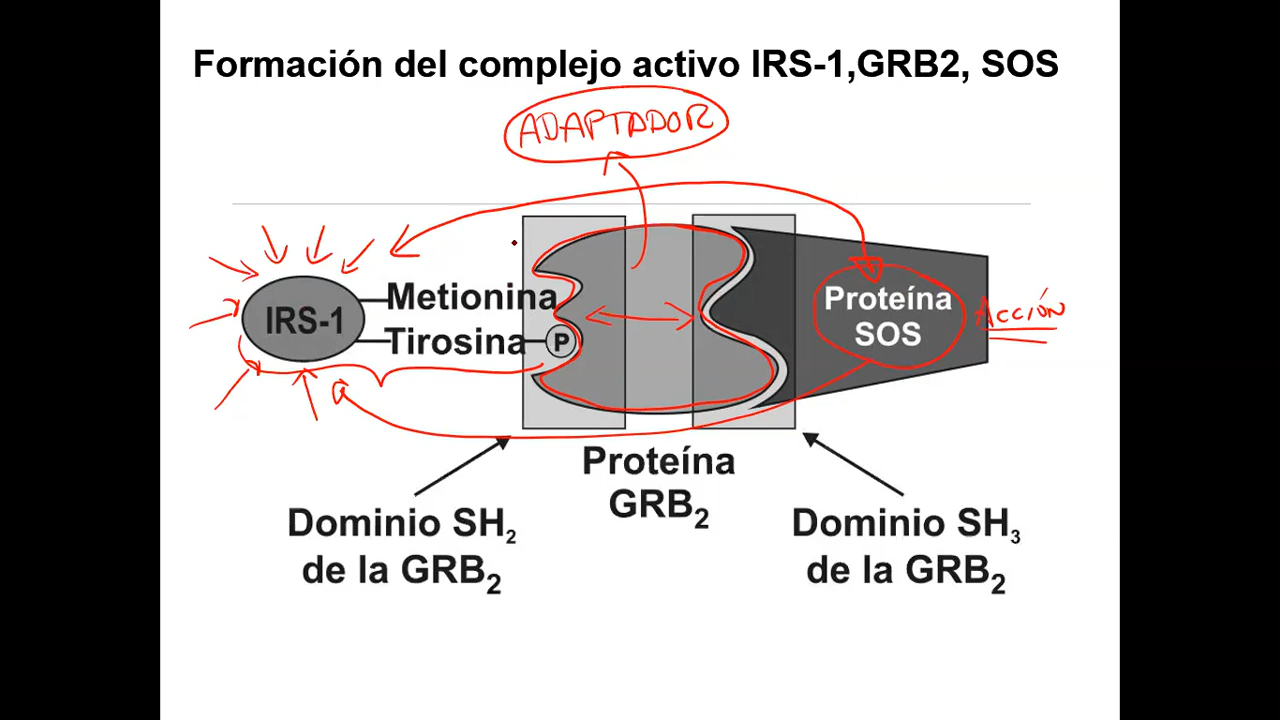 Formación del complejo activo IRS-1,GRB2, SOS
ADAPTADOR
IRS-1
Metionina
Tirosina
P
Proteína
SOS
Acción
Proteína
GRB2
Dominio SH2
de la GRB2
Dominio SH3
de la GRB2